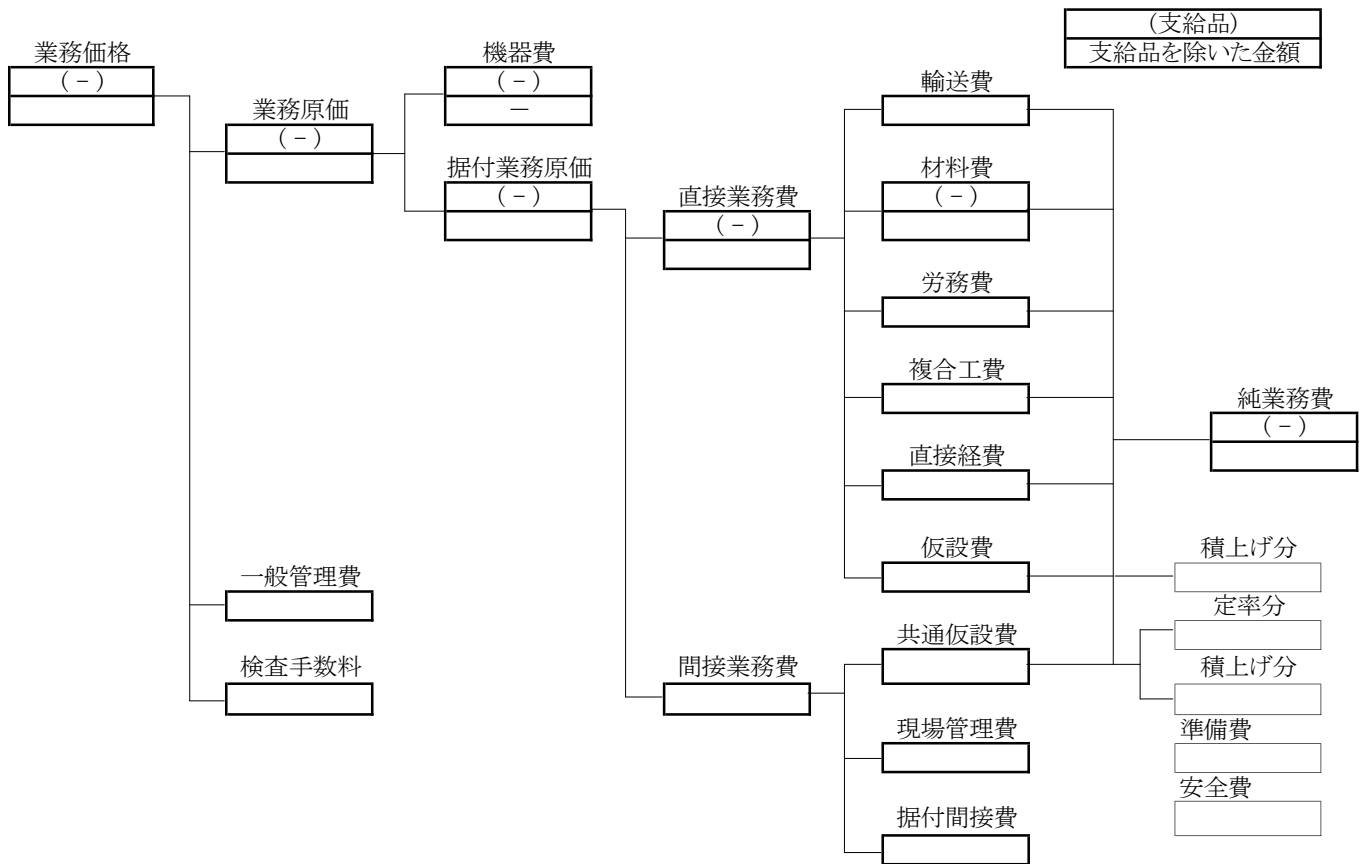 (支給品)
支給品を除いた金額
業務価格
(-)
機器費
(-)
-
業務原価
(-)
据付業務原価
(-)
直接業務費
(-)
輸送費
材料費
(-)
労務費
複合工費
直接経費
仮設費
純業務費
(-)
積上げ分
定率分
積上げ分
準備費
安全費
一般管理費
検査手数料
間接業務費
共通仮設費
現場管理費
据付間接費